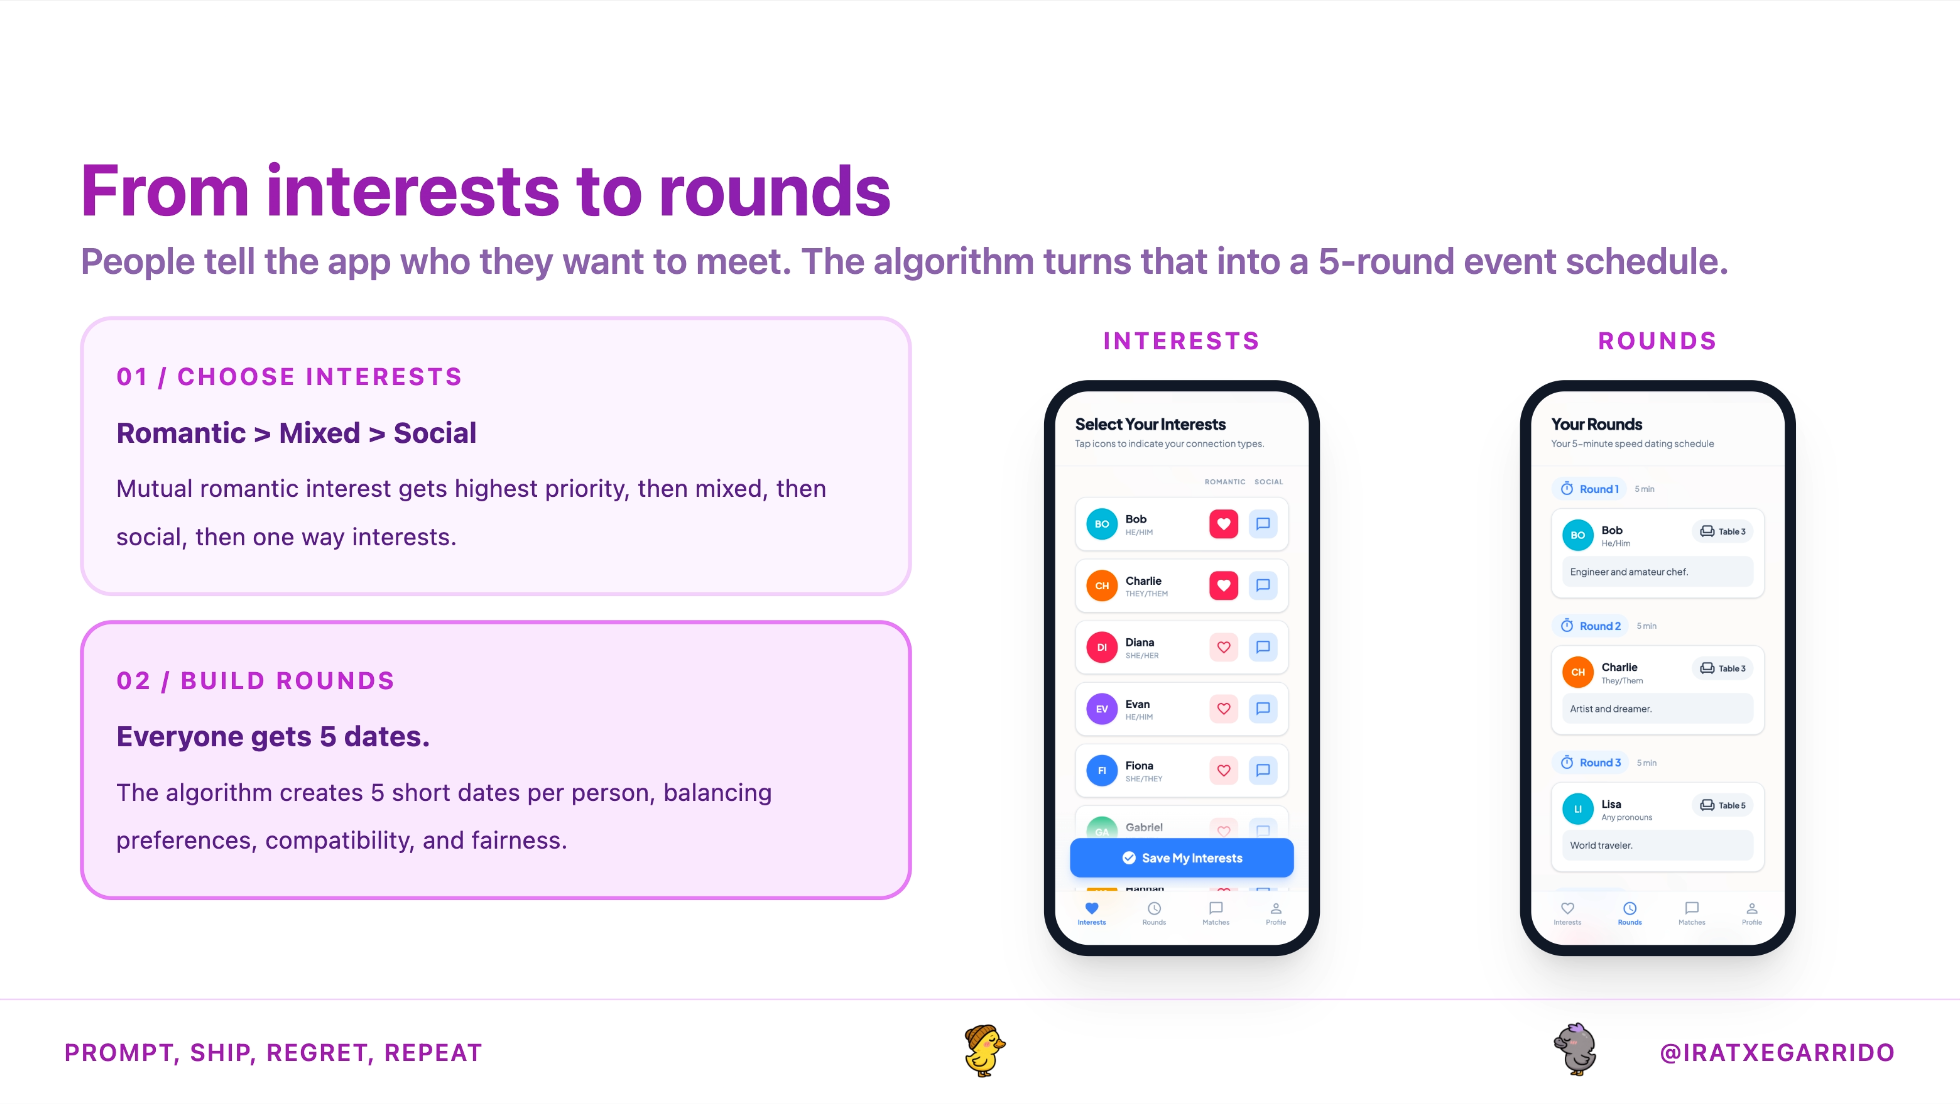 From interests to rounds
People tell the app who they want to meet. The algorithm turns that into a 5-round event schedule.
01 / CHOOSE INTERESTS
Romantic > Mixed > Social
Mutual romantic interest gets highest priority, then mixed, then
social, then one way interests.
02 / BUILD ROUNDS
Everyone gets 5 dates.
The algorithm creates 5 short dates per person, balancing
preferences, compatibility, and fairness.
INTERESTS
Select Your Interests
Tap icons to indicate your connection types.
ROMANTIC SOCIAL
BO Bob
HE/HIM
CH Charlie
THEY/THEM
DI Diana
SHE/HER
EV Evan
HE/HIM
FI Fiona
SHE/THEY
GA Gabriel
Save My Interests
Hannah
Interests Rounds Matches Profile
ROUNDS
Your Rounds
Your 5-minute speed dating schedule
Round 1 5 min
BO Bob Table 3
He/Him
Engineer and amateur chef.
Round 2 5 min
CH Charlie Table 3
They/Them
Artist and dreamer.
Round 3 5 min
LI Lisa Table 5
Any pronouns
World traveler.
Interests Rounds Matches Profile
PROMPT, SHIP, REGRET, REPEAT
@IRATXEGARRIDO